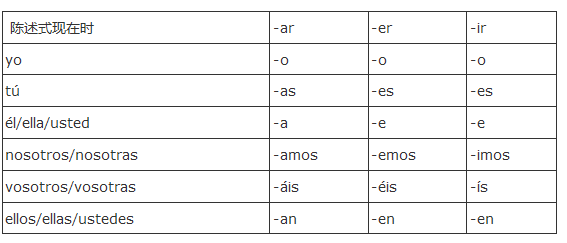 陈述式现在时 -ar -er -ir
yo -o -o -o
tú -as -es -es
él/ella/usted -a -e -e
nosotros/nosotras -amos -emos -imos
vosotros/vosotras -áis -éis -ís
ellos/ellas/ustedes -an -en -en